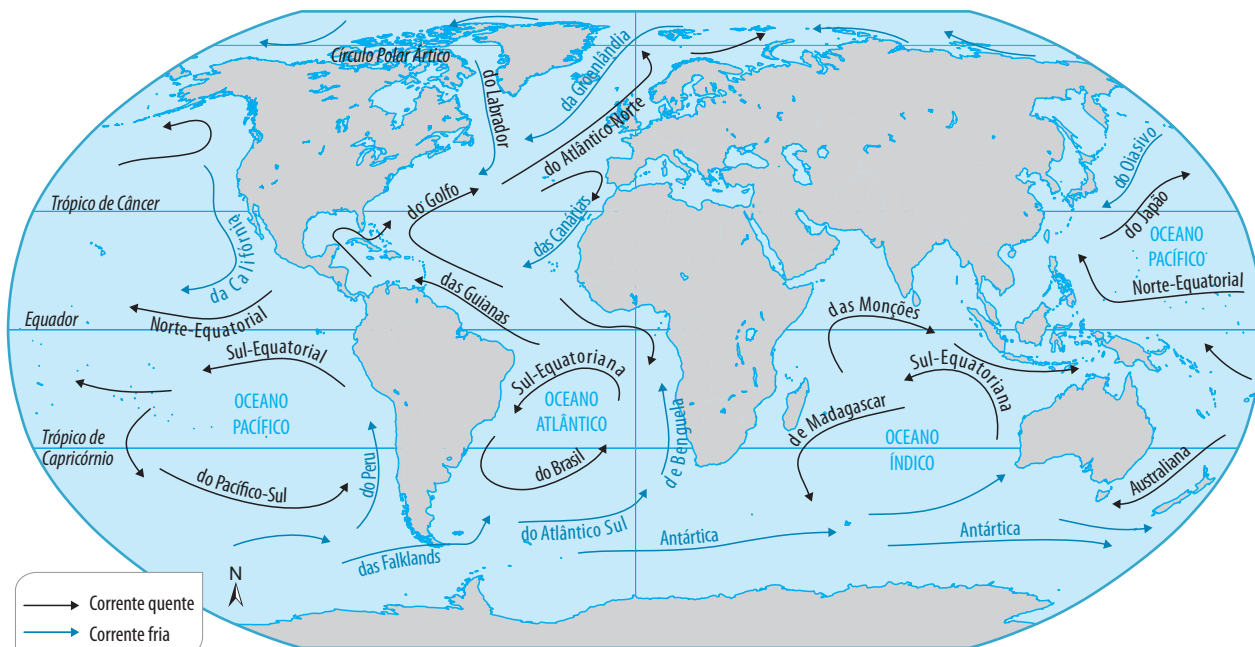 Círculo Polar Ártico
da Groenlândia
do Labrador
do Atlântico Norte
do Oiasivo
Trópico de Câncer
do Golfo
das Canárias
do Japão
da Califórnia
OCEANO
PACÍFICO
das Guianas
Norte-Equatorial
das Monções
Equador
Norte-Equatorial
Sul-Equatorial
Sul-Equatoriana
Sul-Equatoriana
OCEANO
PACÍFICO
OCEANO
ATLÂNTICO
de Benguela
de Madagascar
OCEANO
ÍNDICO
Trópico de
Capricórnio
do Pacífico-Sul
do Peru
do Brasil
Australiana
das Falklands
do Atlântico Sul
Antártica
Antártica
N
Corrente quente
Corrente fria